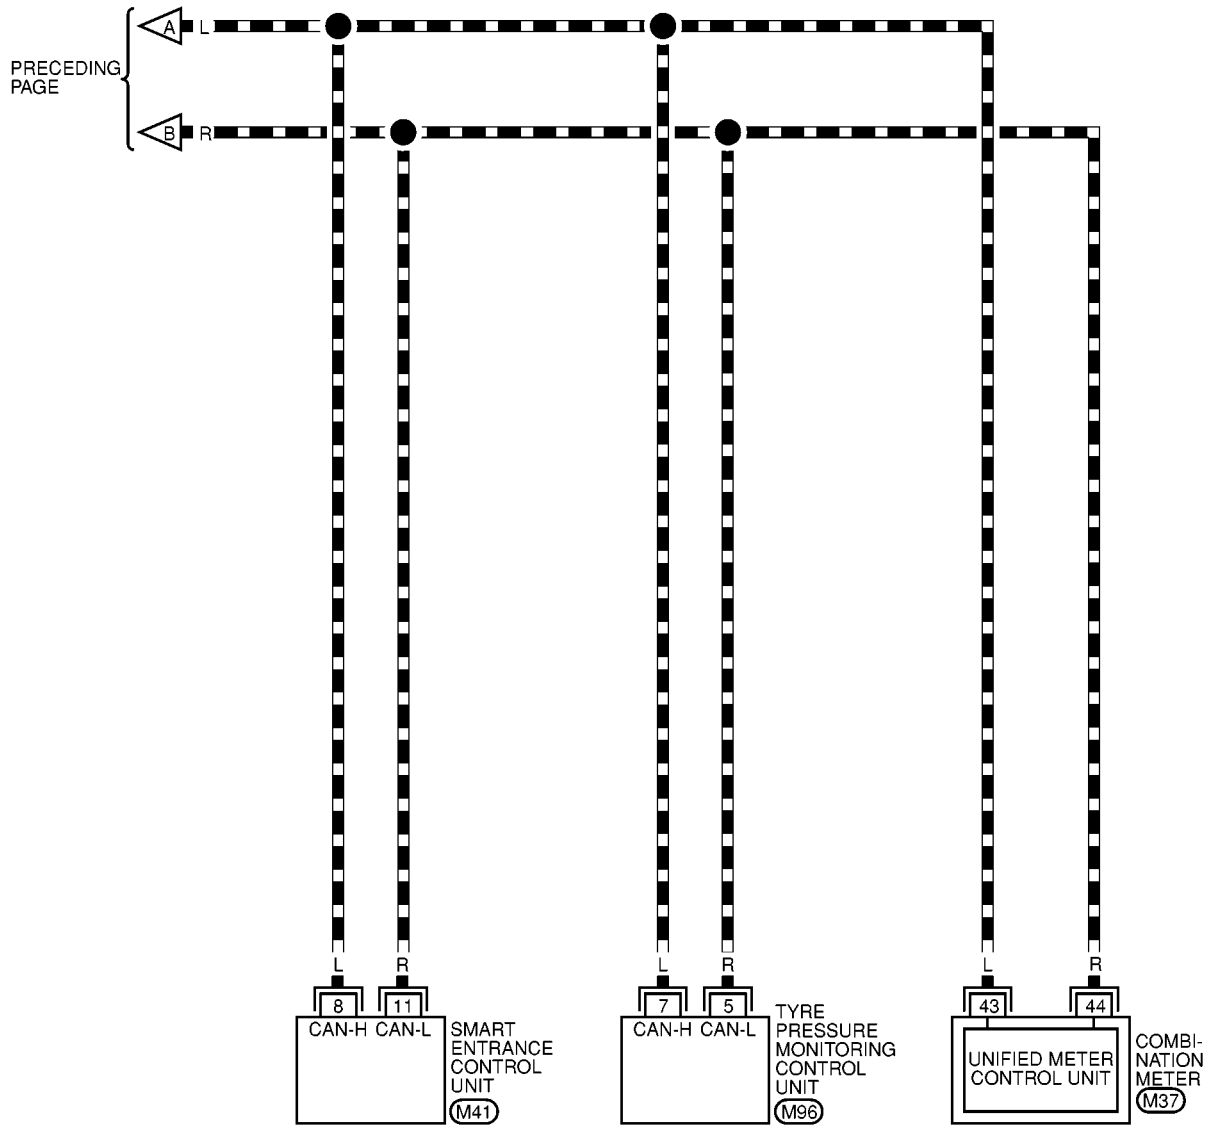 A L
PRECEDING
PAGE
B R
L R L R L R
8 11 7 5 43 44
CAN-H CAN-L
SMART
ENTRANCE
CONTROL
UNIT
M41
CAN-H CAN-L
TYRE
PRESSURE
MONITORING
CONTROL
UNIT
M96
UNIFIED METER
CONTROL UNIT
COMBI-
NATION
METER
M37